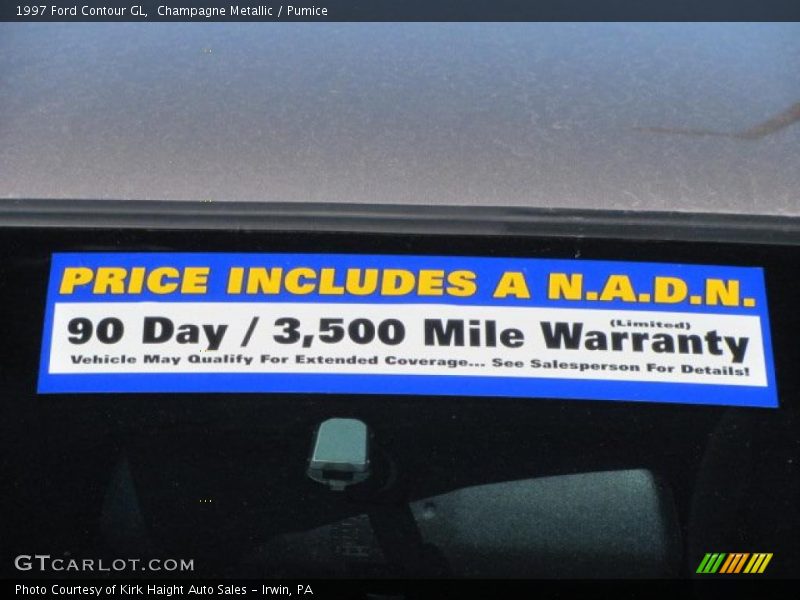 1997 Ford Contour GL,  Champagne Metallic / Pumice
PRICE INCLUDES A N.A.D.N.
(Limited)
90 Day / 3,500 Mile Warranty
Vehicle May Qualify For Extended Coverage... See Salesperson For Details!
GTCARLOT.COM
Photo Courtesy of Kirk Haight Auto Sales - Irwin, PA